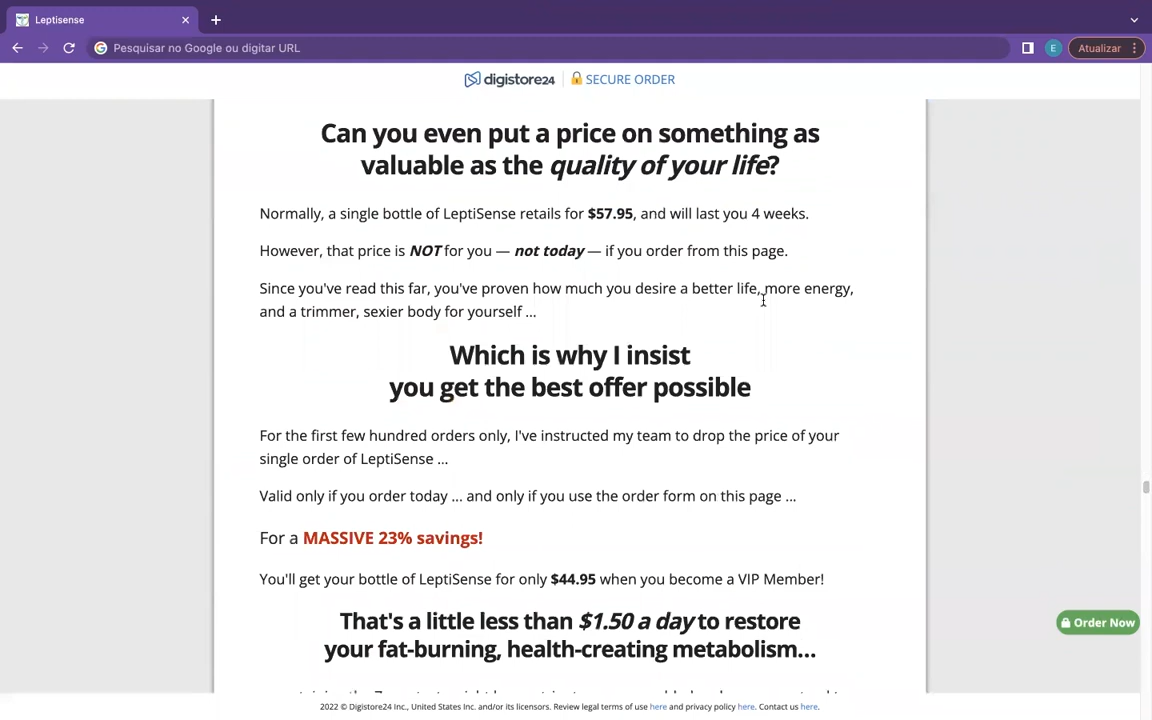 Leptisense
Pesquisar no Google ou digitar URL
E
Atualizar
digistore24
SECURE ORDER
Can you even put a price on something as
valuable as the quality of your life?
Normally, a single bottle of LeptiSense retails for $57.95, and will last you 4 weeks.
However, that price is NOT for you — not today — if you order from this page.
Since you've read this far, you've proven how much you desire a better life, more energy,
and a trimmer, sexier body for yourself ...
Which is why I insist
you get the best offer possible
For the first few hundred orders only, I've instructed my team to drop the price of your
single order of LeptiSense ...
Valid only if you order today ... and only if you use the order form on this page ...
For a MASSIVE 23% savings!
You'll get your bottle of LeptiSense for only $44.95 when you become a VIP Member!
Order Now
That's a little less than $1.50 a day to restore
your fat-burning, health-creating metabolism...
2022 © Digistore24 Inc., United States Inc. and/or its licensors. Review legal terms of use here and privacy policy here. Contact us here.